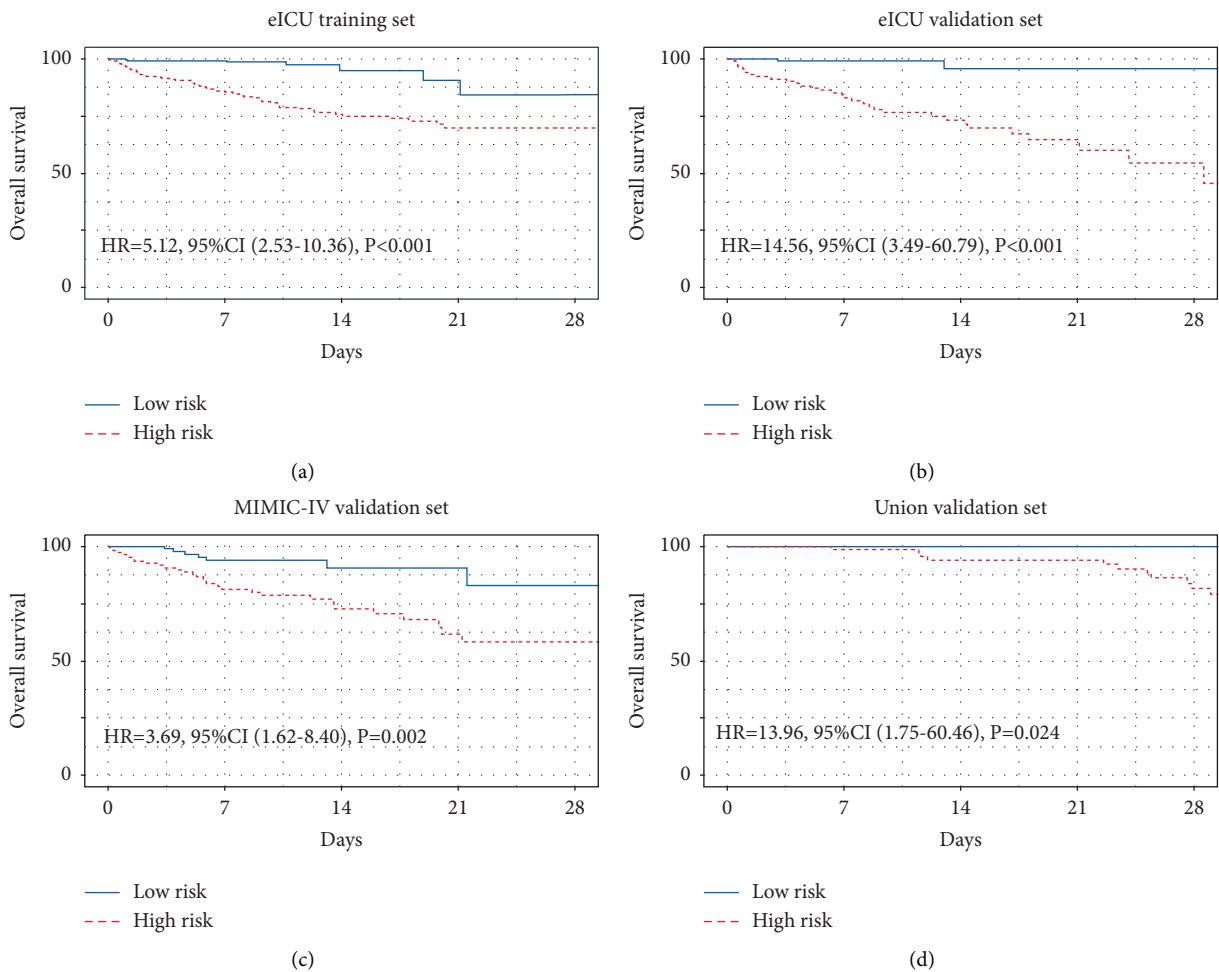 eICU training set
Overall survival
100
50
0
HR=5.12, 95%CI (2.53-10.36), P<0.001
0 7 14 21 28
Days
Low risk
High risk
(a)
eICU validation set
Overall survival
100
50
0
HR=14.56, 95%CI (3.49-60.79), P<0.001
0 7 14 21 28
Days
Low risk
High risk
(b)
MIMIC-IV validation set
Overall survival
100
50
0
HR=3.69, 95%CI (1.62-8.40), P=0.002
0 7 14 21 28
Days
Low risk
High risk
(c)
Union validation set
Overall survival
100
50
0
HR=13.96, 95%CI (1.75-60.46), P=0.024
0 7 14 21 28
Days
Low risk
High risk
(d)